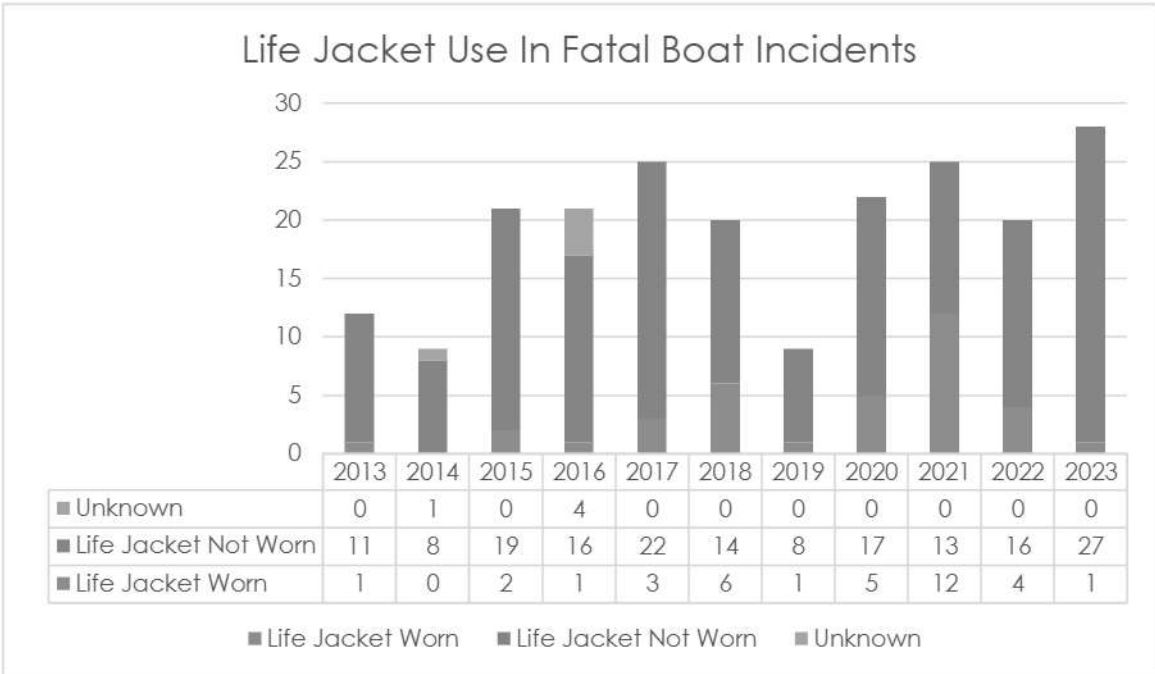 Life Jacket Use In Fatal Boat Incidents
30
25
20
15
10
5
0
2013 2014 2015 2016 2017 2018 2019 2020 2021 2022 2023
Unknown 0 1 0 4 0 0 0 0 0 0 0
Life Jacket Not Worn 11 8 19 16 22 14 8 17 13 16 27
Life Jacket Worn 1 0 2 1 3 6 1 5 12 4 1
Life Jacket Worn Life Jacket Not Worn Unknown